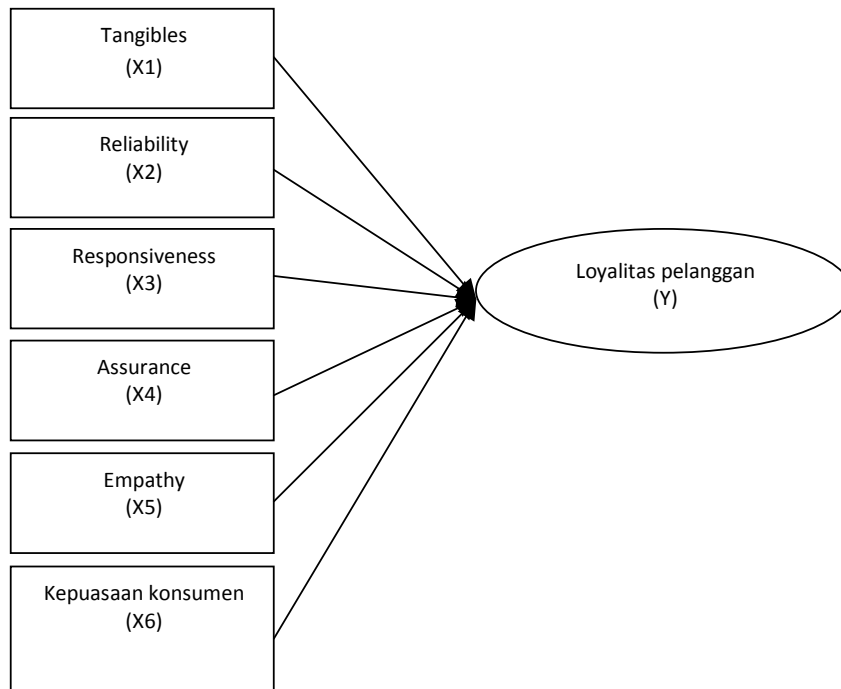 Tangibles
(X1)
Reliability
(X2)
Responsiveness
(X3)
Assurance
(X4)
Empathy
(X5)
Kepuasaan konsumen
(X6)
Loyalitas pelanggan
(Y)